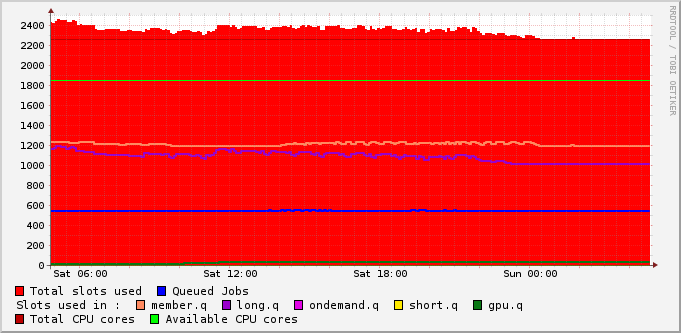 2400
2200
2000
1800
1600
1400
1200
1000
800
600
400
200
0
Sat 06:00 Sat 12:00 Sat 18:00 Sun 00:00
Total slots used Queued Jobs
Slots used in : member.q long.q ondemand.q short.q gpu.q
Total CPU cores Available CPU cores
RRDTOOL / TOBI OETIKER